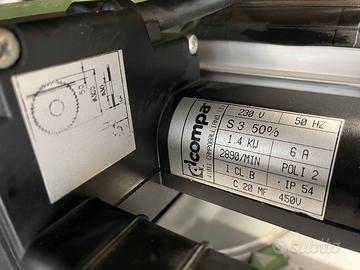 compa
230 V 50 HZ
S 3 50%
1.4 KW 6 A
2890/MIN POLI 2
I CL B IP 54
C 20 MF 450V
subito